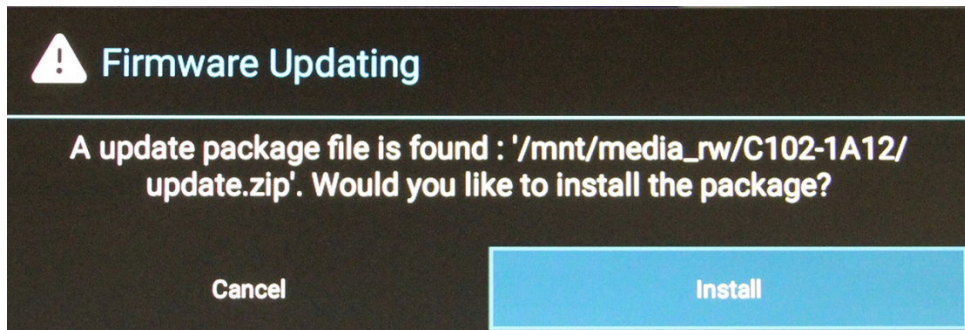 Firmware Updating
A update package file is found : '/mnt/media_rw/C102-1A12/
update.zip'. Would you like to install the package?
Cancel
Install